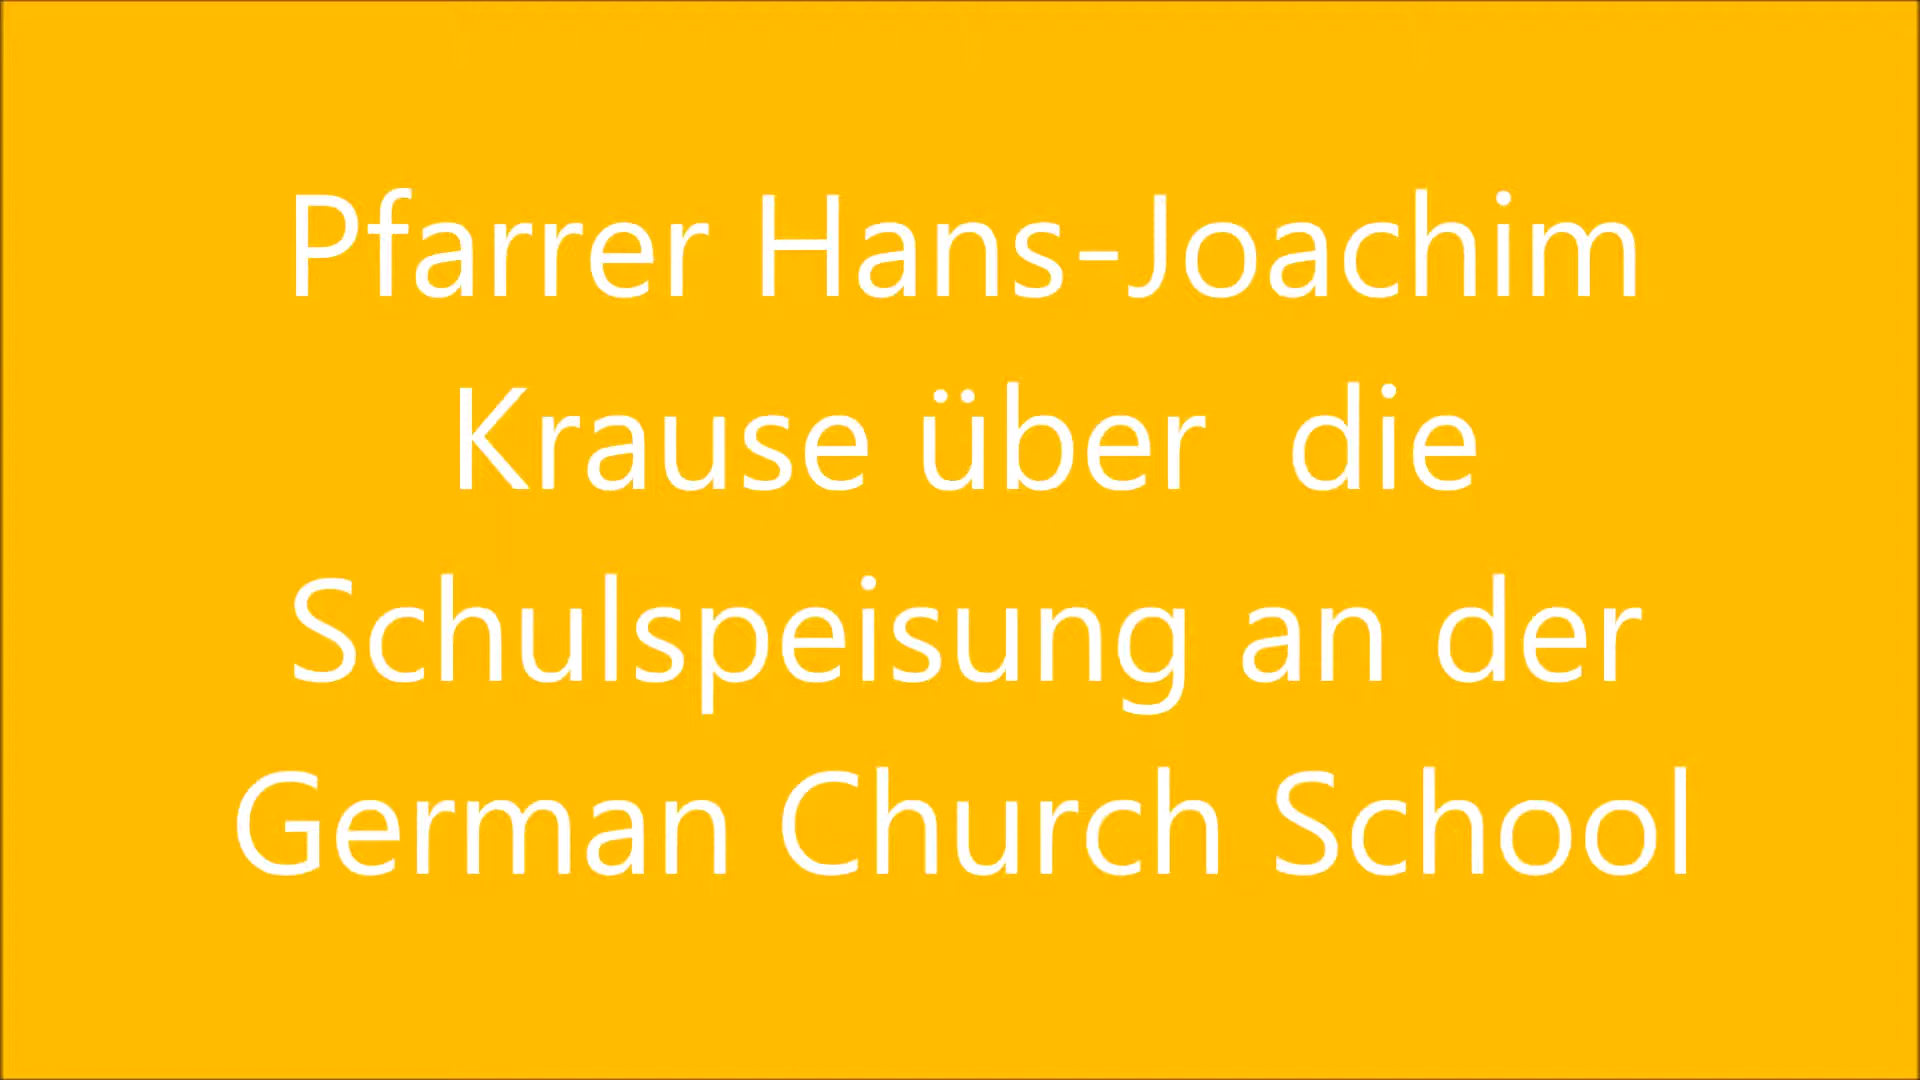 Pfarrer Hans-Joachim
Krause über  die
Schulspeisung an der
German Church School